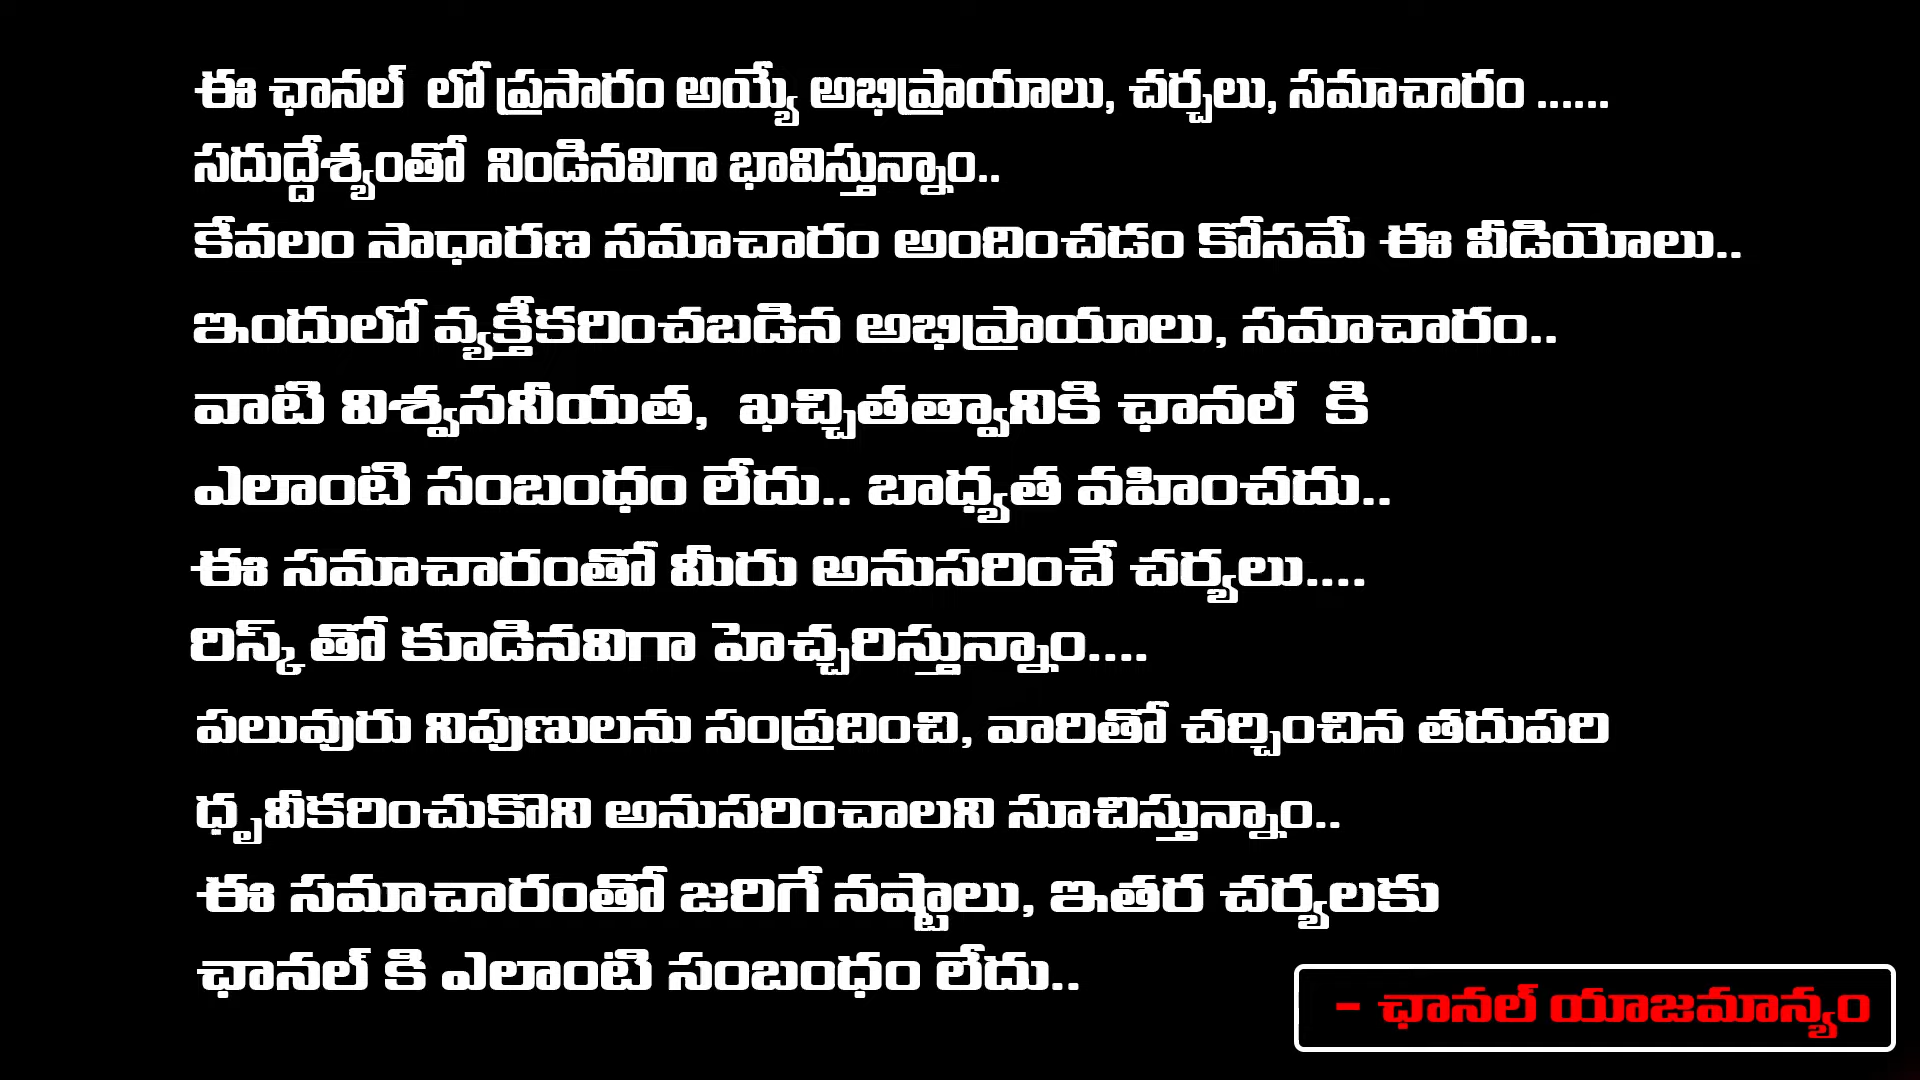 ఈ ఛానల్ లో ప్రసారం అయ్యే అభిప్రాయాలు, చర్చలు, సమాచారం ......
సదుద్దేశ్యంతో నిండినవిగా భావిస్తున్నాం..
కేవలం సాధారణ సమాచారం అందించడం కోసమే ఈ వీడియోలు..
ఇందులో వ్యక్తీకరించబడిన అభిప్రాయాలు, సమాచారం..
వాటి విశ్వసనీయత, ఖచ్చితత్వానికి ఛానల్ కి
ఎలాంటి సంబంధం లేదు.. బాధ్యత వహించదు..
ఈ సమాచారంతో మీరు అనుసరించే చర్యలు....
రిస్క్ తో కూడినవిగా హెచ్చరిస్తున్నాం....
పలువురు నిపుణులను సంప్రదించి, వారితో చర్చించిన తదుపరి
ధృవీకరించుకొని అనుసరించాలని సూచిస్తున్నాం..
ఈ సమాచారంతో జరిగే నష్టాలు, ఇతర చర్యలకు
ఛానల్ కి ఎలాంటి సంబంధం లేదు..
- ఛానల్ యాజమాన్యం